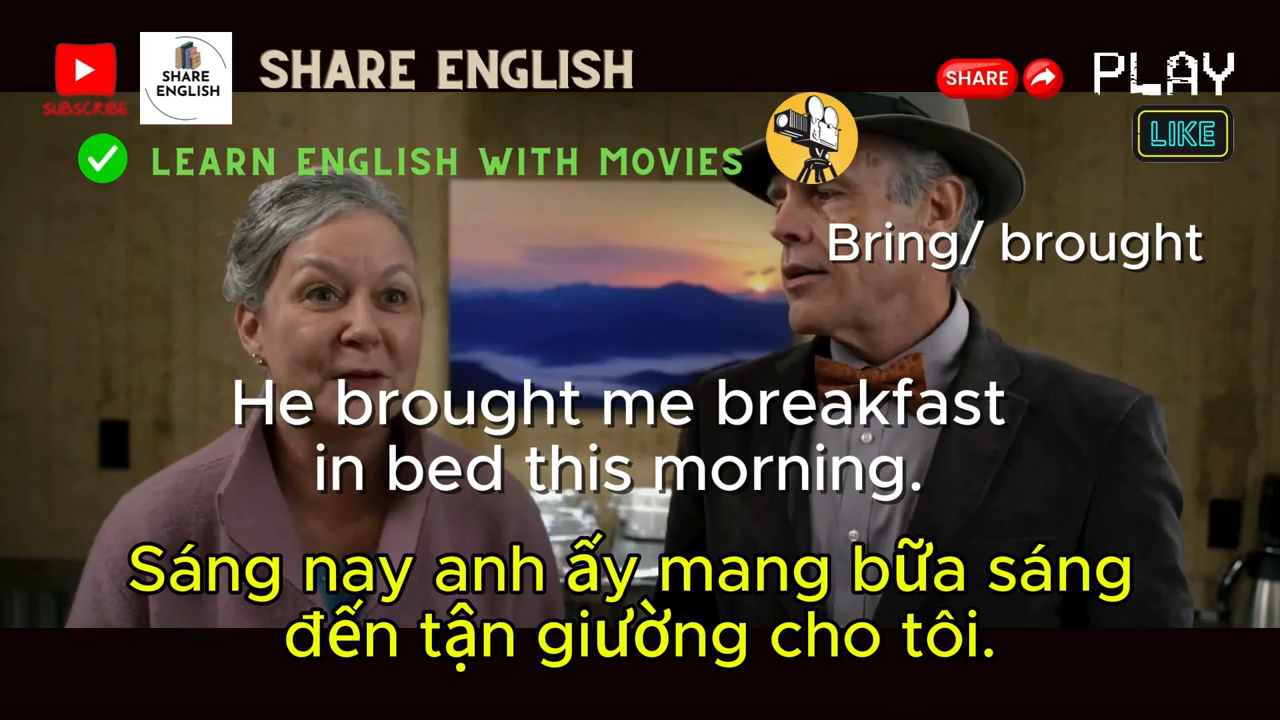 SUBSCRIBE
SHARE
ENGLISH
SHARE ENGLISH
SHARE
PLAY
LIKE
LEARN ENGLISH WITH MOVIES
Bring/ brought
He brought me breakfast
in bed this morning.
Sáng nay anh ấy mang bữa sáng
đến tận giường cho tôi.